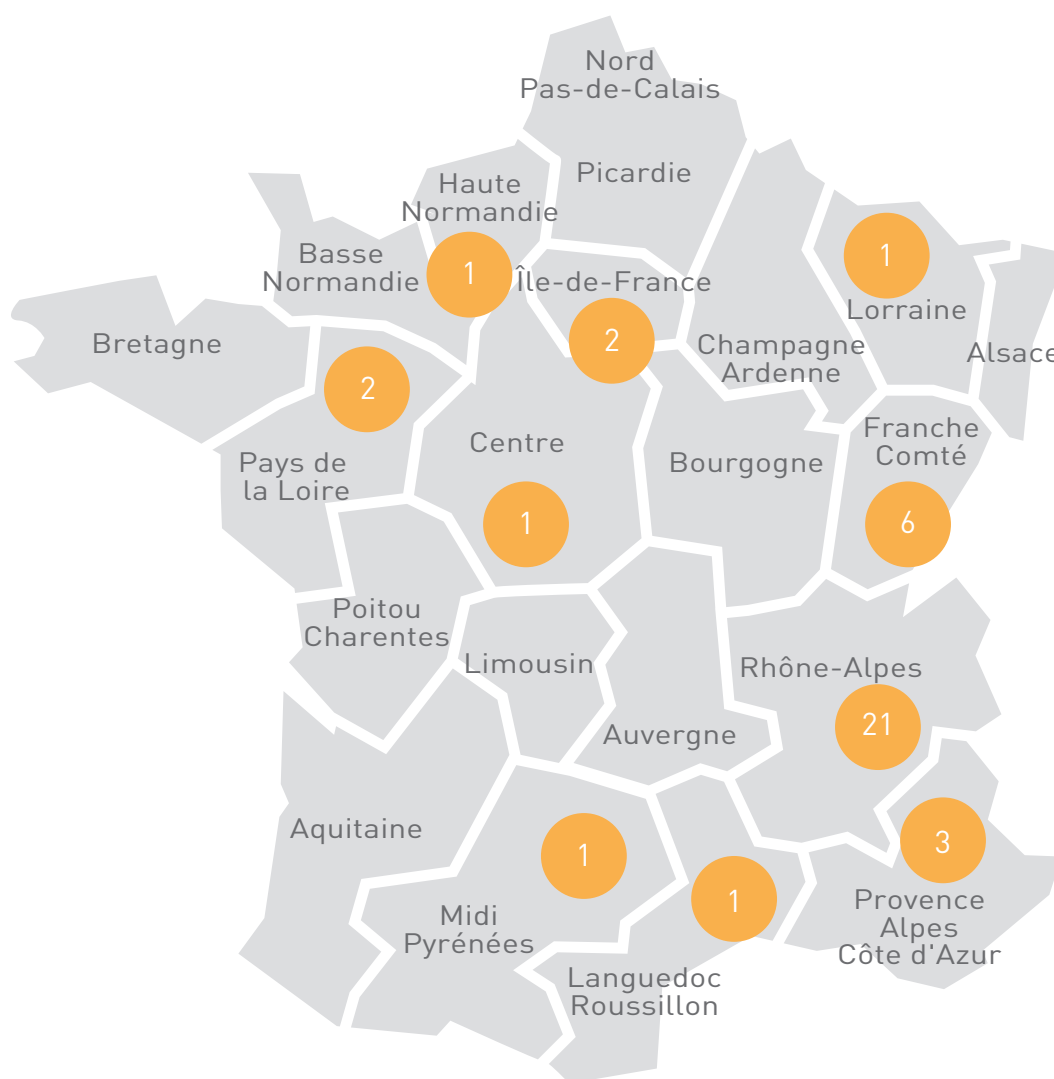 Nord
Pas-de-Calais
Picardie
Haute
Normandie
Basse
Normandie
1
Île-de-France
2
1
Lorraine
Bretagne
Champagne
Ardenne
Alsace
2
Pays de
la Loire
Centre
1
Bourgogne
Franche
Comté
6
Poitou
Charentes
Limousin
Rhône-Alpes
21
Auvergne
Aquitaine
1
1
3
Provence
Alpes
Côte d'Azur
Midi
Pyrénées
Languedoc
Roussillon